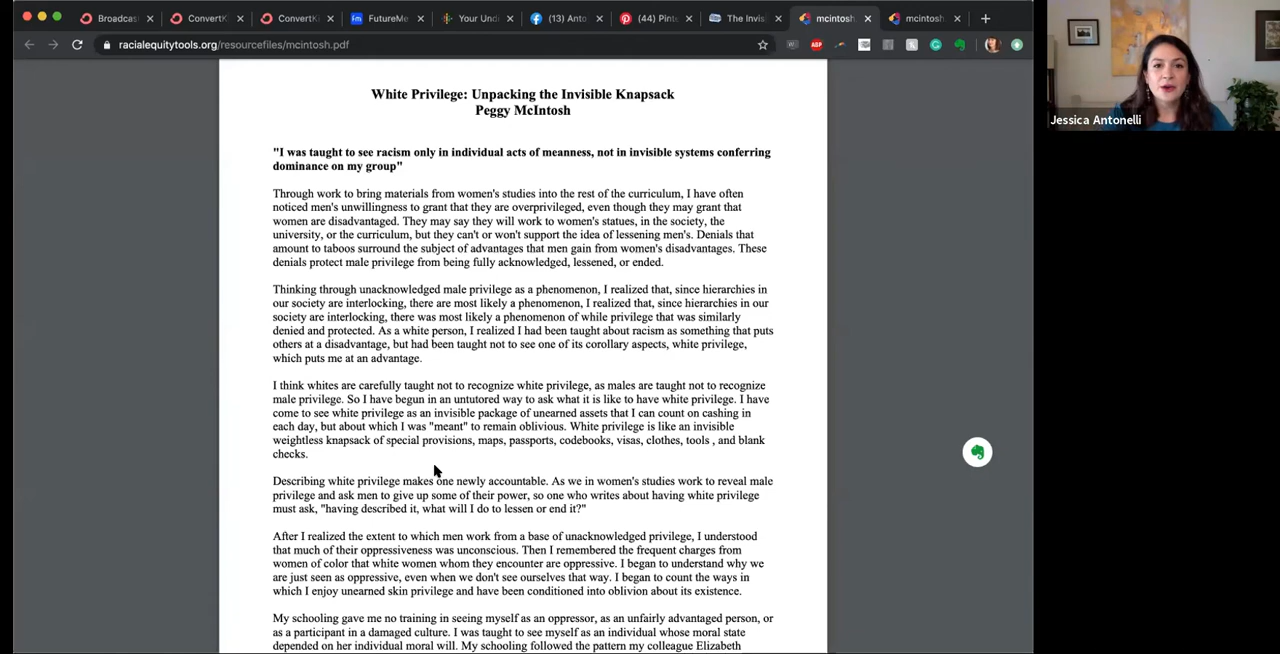 Broadcas
ConvertK
ConvertKi
FutureMe
Your Und
(13) Anto
(44) Pint
The Invis
mcintosh.
mcintosh
racialequitytools.org/resourcefiles/mcintosh.pdf
ABP
Jessica Antonelli
White Privilege: Unpacking the Invisible Knapsack
Peggy McIntosh
"I was taught to see racism only in individual acts of meanness, not in invisible systems conferring
dominance on my group"
Through work to bring materials from women's studies into the rest of the curriculum, I have often
noticed men's unwillingness to grant that they are overprivileged, even though they may grant that
women are disadvantaged. They may say they will work to women's statues, in the society, the
university, or the curriculum, but they can't or won't support the idea of lessening men's. Denials that
amount to taboos surround the subject of advantages that men gain from women's disadvantages. These
denials protect male privilege from being fully acknowledged, lessened, or ended.
Thinking through unacknowledged male privilege as a phenomenon, I realized that, since hierarchies in
our society are interlocking, there are most likely a phenomenon, I realized that, since hierarchies in our
society are interlocking, there was most likely a phenomenon of while privilege that was similarly
denied and protected. As a white person, I realized I had been taught about racism as something that puts
others at a disadvantage, but had been taught not to see one of its corollary aspects, white privilege,
which puts me at an advantage.
I think whites are carefully taught not to recognize white privilege, as males are taught not to recognize
male privilege. So I have begun in an untutored way to ask what it is like to have white privilege. I have
come to see white privilege as an invisible package of unearned assets that I can count on cashing in
each day, but about which I was "meant" to remain oblivious. White privilege is like an invisible
weightless knapsack of special provisions, maps, passports, codebooks, visas, clothes, tools , and blank
checks.
Describing white privilege makes one newly accountable. As we in women's studies work to reveal male
privilege and ask men to give up some of their power, so one who writes about having white privilege
must ask, "having described it, what will I do to lessen or end it?"
After I realized the extent to which men work from a base of unacknowledged privilege, I understood
that much of their oppressiveness was unconscious. Then I remembered the frequent charges from
women of color that white women whom they encounter are oppressive. I began to understand why we
are just seen as oppressive, even when we don't see ourselves that way. I began to count the ways in
which I enjoy unearned skin privilege and have been conditioned into oblivion about its existence.
My schooling gave me no training in seeing myself as an oppressor, as an unfairly advantaged person, or
as a participant in a damaged culture. I was taught to see myself as an individual whose moral state
depended on her individual moral will. My schooling followed the pattern my colleague Elizabeth